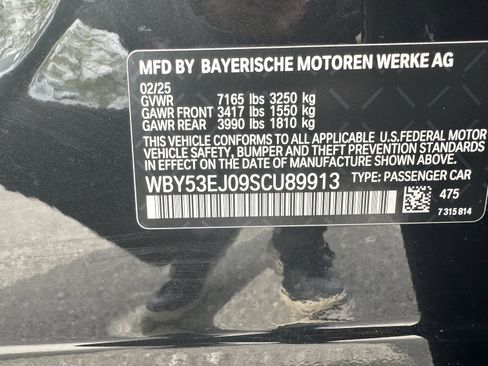 MFD BY BAYERISCHE MOTOREN WERKE AG
02/25
GVWR 7165 lbs 3250 kg
GAWR FRONT 3417 lbs 1550 kg
GAWR REAR 3990 lbs 1810 kg
THIS VEHICLE CONFORMS TO ALL APPLICABLE U.S.FEDERAL MOTOR
VEHICLE SAFETY, BUMPER AND THEFT PREVENTION STANDARDS
IN EFFECT ON THE DATE OF MANUFACTURE SHOWN ABOVE.
WBY53EJ09SCU89913 TYPE: PASSENGER CAR
475
7 315 814